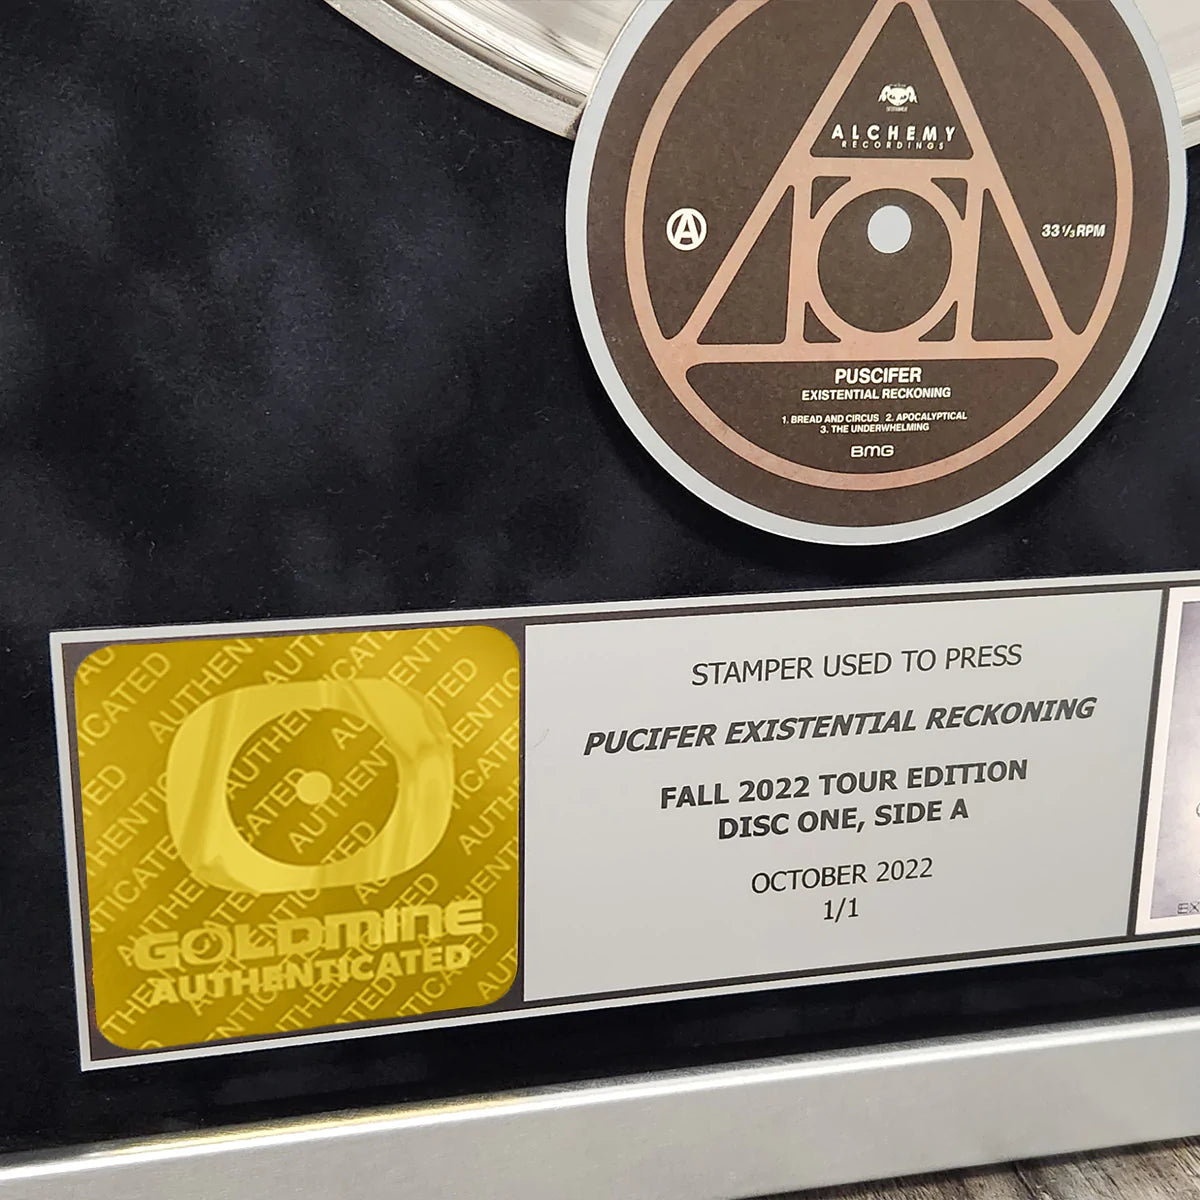 ALCHEMY
RECORDINGS
A
33 1/3 RPM
PUSCIFER
EXISTENTIAL RECKONING
1. BREAD AND CIRCUS 2. APOCALYPTICAL
3. THE UNDERWHELMING
BMG
STAMPER USED TO PRESS
PUCIFER EXISTENTIAL RECKONING
FALL 2022 TOUR EDITION
DISC ONE, SIDE A
OCTOBER 2022
1/1
GOLDMINE
AUTHENTICATED
EX